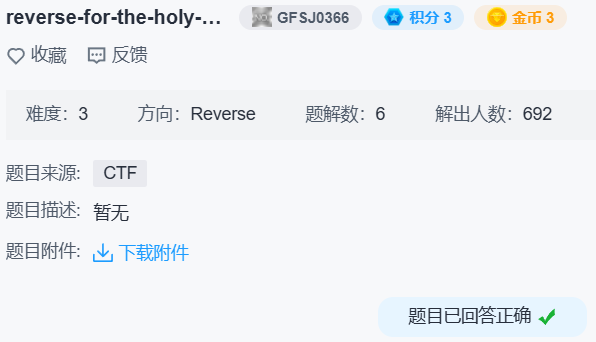 reverse-for-the-holy-... GFSJ0366 积分 3 金币 3
收藏 反馈
难度：3 方向：Reverse 题解数：6 解出人数：692
题目来源: CTF
题目描述: 暂无
题目附件: 下载附件
题目已回答正确